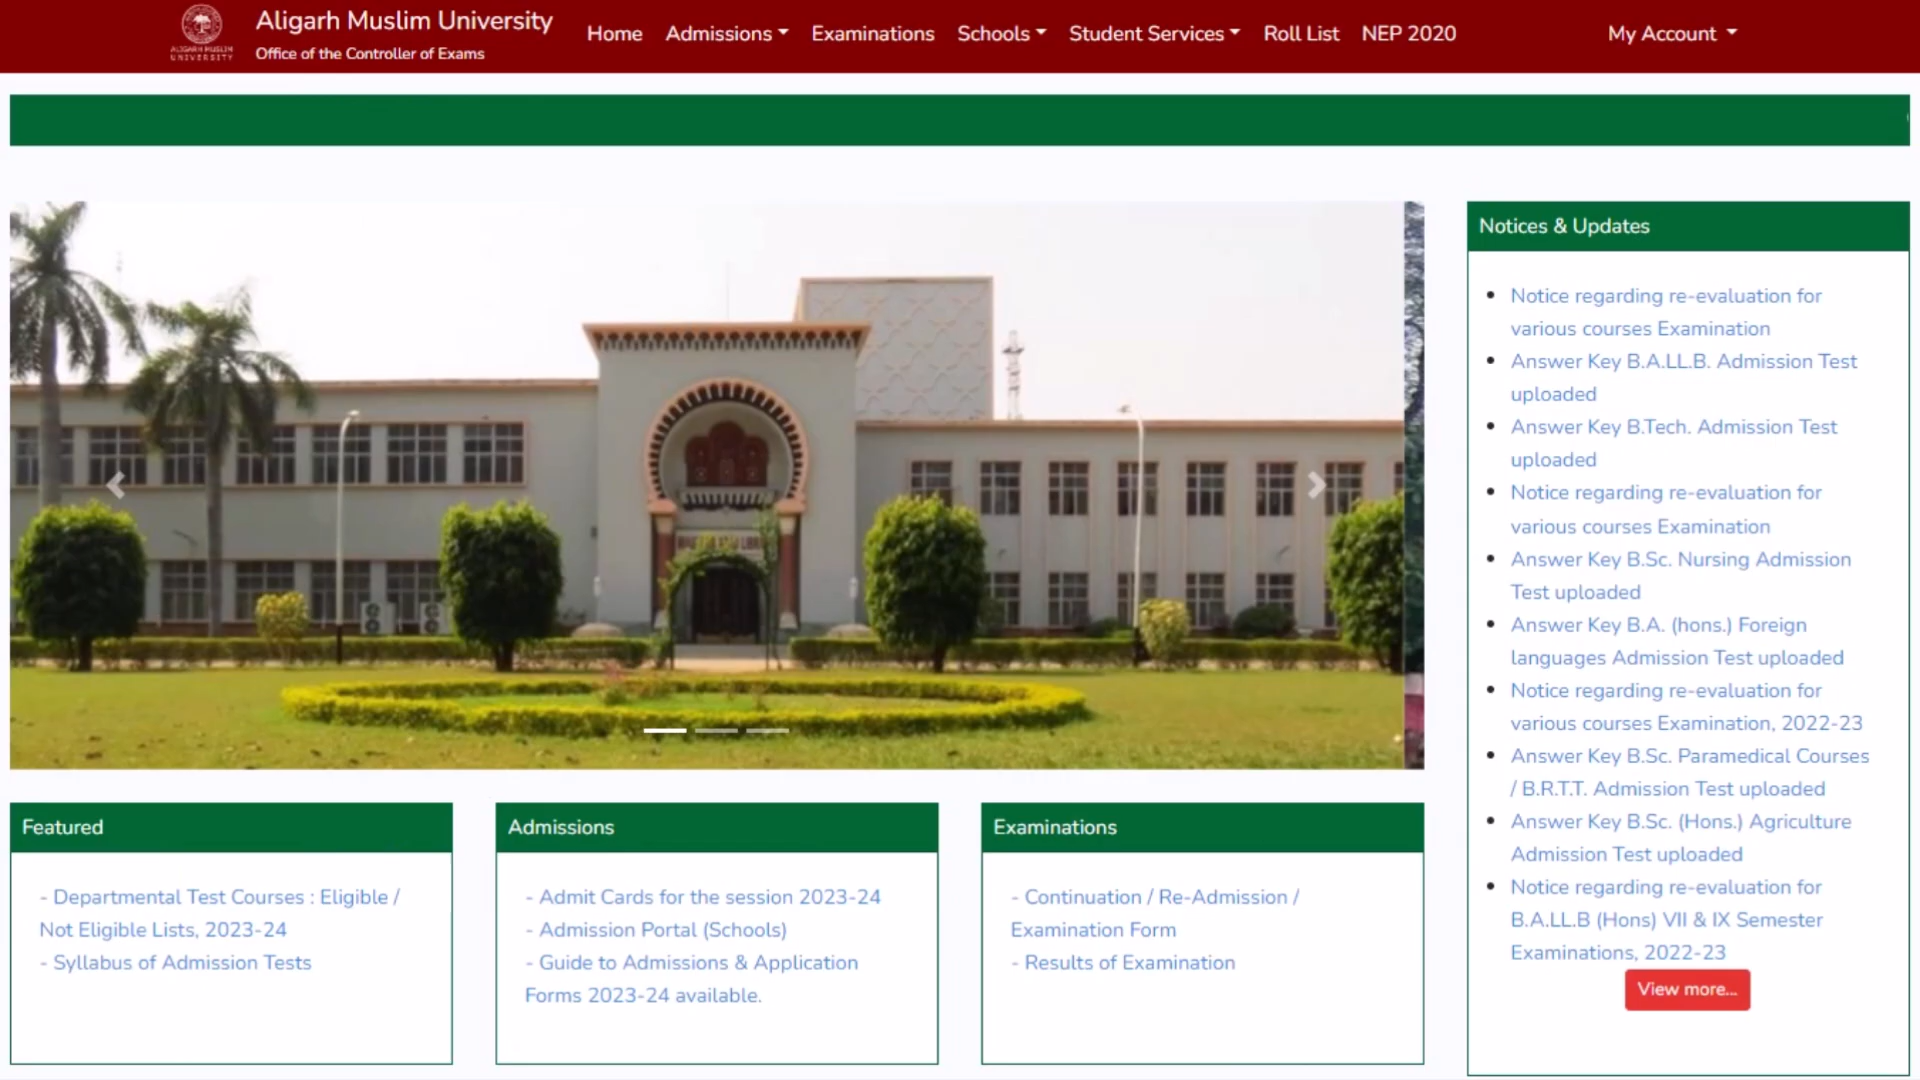 ALIGARH MUSLIM
UNIVERSITY
Aligarh Muslim University
Office of the Controller of Exams
Home
Admissions
Examinations
Schools
Student Services
Roll List
NEP 2020
My Account
Featured
- Departmental Test Courses : Eligible /
Not Eligible Lists, 2023-24
- Syllabus of Admission Tests
Admissions
- Admit Cards for the session 2023-24
- Admission Portal (Schools)
- Guide to Admissions & Application
Forms 2023-24 available.
Examinations
- Continuation / Re-Admission /
Examination Form
- Results of Examination
Notices & Updates
Notice regarding re-evaluation for
various courses Examination
Answer Key B.A.LL.B. Admission Test
uploaded
Answer Key B.Tech. Admission Test
uploaded
Notice regarding re-evaluation for
various courses Examination
Answer Key B.Sc. Nursing Admission
Test uploaded
Answer Key B.A. (hons.) Foreign
languages Admission Test uploaded
Notice regarding re-evaluation for
various courses Examination, 2022-23
Answer Key B.Sc. Paramedical Courses
/ B.R.T.T. Admission Test uploaded
Answer Key B.Sc. (Hons.) Agriculture
Admission Test uploaded
Notice regarding re-evaluation for
B.A.LL.B (Hons) VII & IX Semester
Examinations, 2022-23
View more...